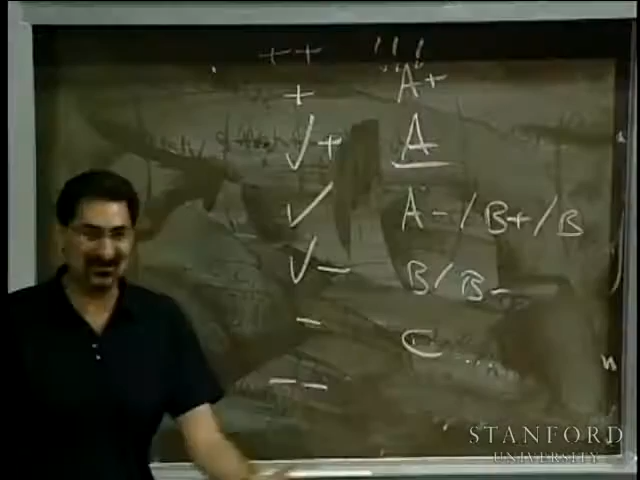 ++ !!!
+ A+
✓+ A
✓ A-/B+/B
✓- B/B-
- C...
--
STANFORD
UNIVERSITY